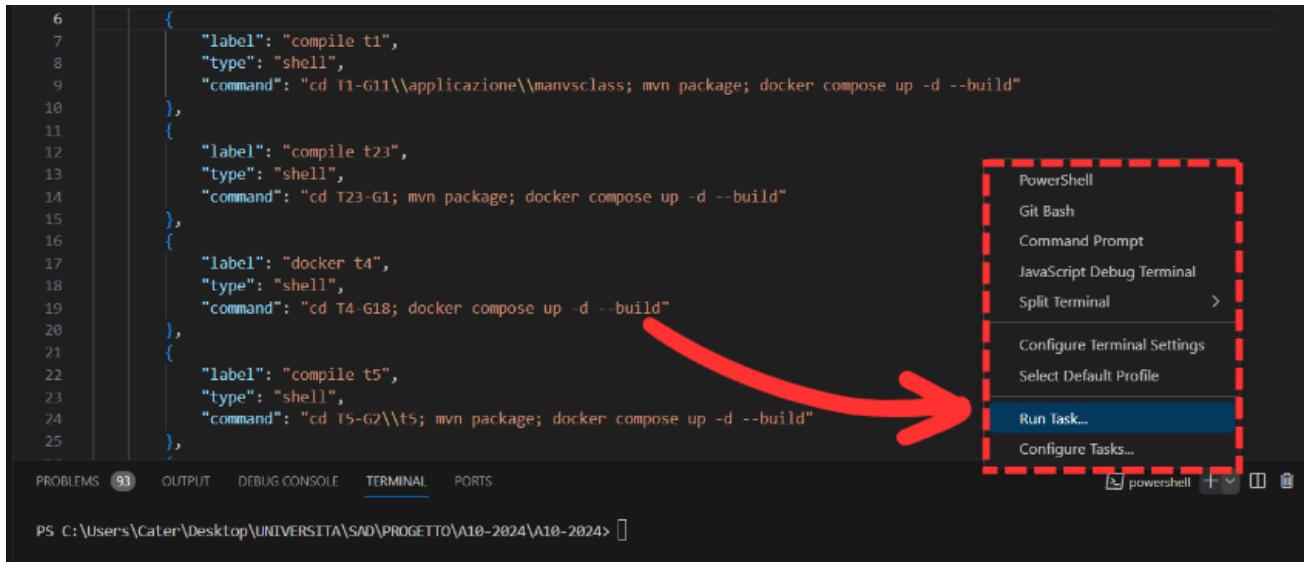 6 {
7 "label": "compile t1",
8 "type": "shell",
9 "command": "cd T1-G11\\applicazione\\manvsclass; mvn package; docker compose up -d --build"
10 },
11 {
12 "label": "compile t23",
13 "type": "shell",
14 "command": "cd T23-G1; mvn package; docker compose up -d --build"
15 },
16 {
17 "label": "docker t4",
18 "type": "shell",
19 "command": "cd T4-G18; docker compose up -d --build"
20 },
21 {
22 "label": "compile t5",
23 "type": "shell",
24 "command": "cd T5-G2\\t5; mvn package; docker compose up -d --build"
25 },
PowerShell
Git Bash
Command Prompt
JavaScript Debug Terminal
Split Terminal >
Configure Terminal Settings
Select Default Profile
Run Task...
Configure Tasks...
PROBLEMS 93 OUTPUT DEBUG CONSOLE TERMINAL PORTS powershell
PS C:\Users\Cater\Desktop\UNIVERSITA\SAD\PROGETTO\A10-2024\A10-2024>